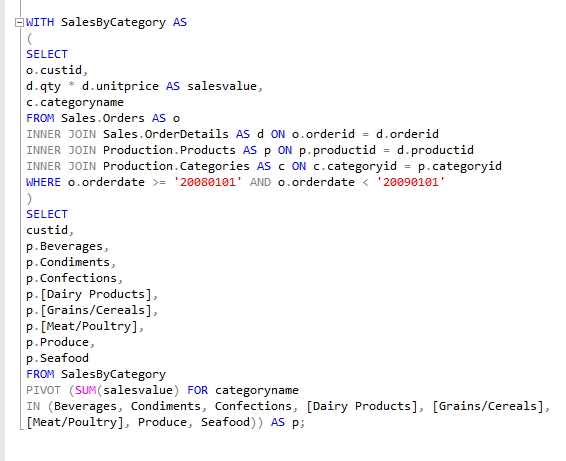 WITH SalesByCategory AS
(
SELECT
o.custid,
d.qty * d.unitprice AS salesvalue,
c.categoryname
FROM Sales.Orders AS o
INNER JOIN Sales.OrderDetails AS d ON o.orderid = d.orderid
INNER JOIN Production.Products AS p ON p.productid = d.productid
INNER JOIN Production.Categories AS c ON c.categoryid = p.categoryid
WHERE o.orderdate >= '20080101' AND o.orderdate < '20090101'
)
SELECT
custid,
p.Beverages,
p.Condiments,
p.Confections,
p.[Dairy Products],
p.[Grains/Cereals],
p.[Meat/Poultry],
p.Produce,
p.Seafood
FROM SalesByCategory
PIVOT (SUM(salesvalue) FOR categoryname
IN (Beverages, Condiments, Confections, [Dairy Products], [Grains/Cereals],
[Meat/Poultry], Produce, Seafood)) AS p;